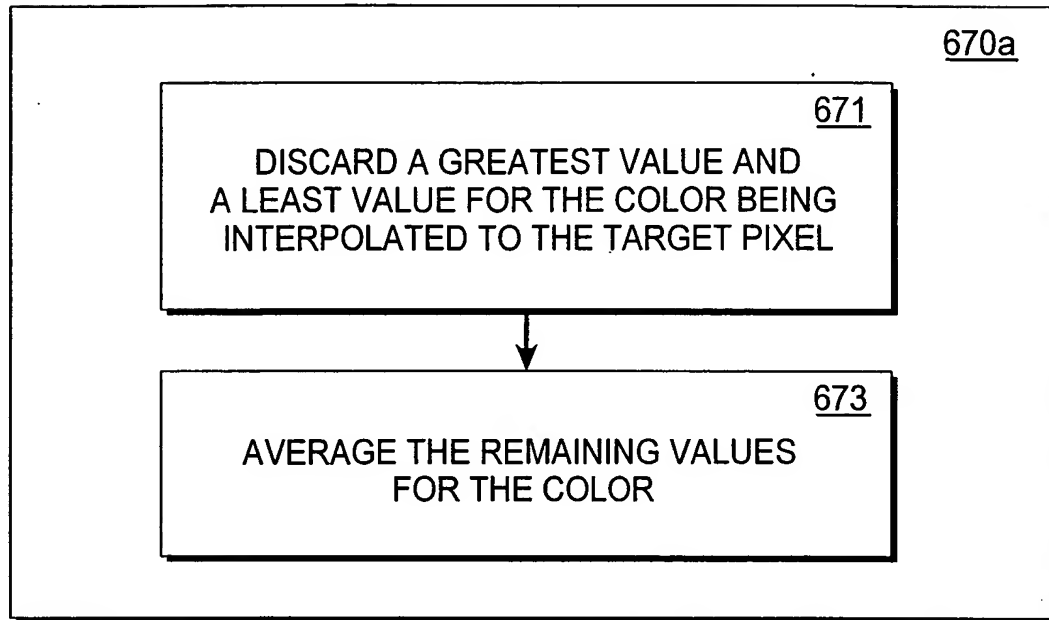 670a
671
DISCARD A GREATEST VALUE AND
A LEAST VALUE FOR THE COLOR BEING
INTERPOLATED TO THE TARGET PIXEL
673
AVERAGE THE REMAINING VALUES
FOR THE COLOR